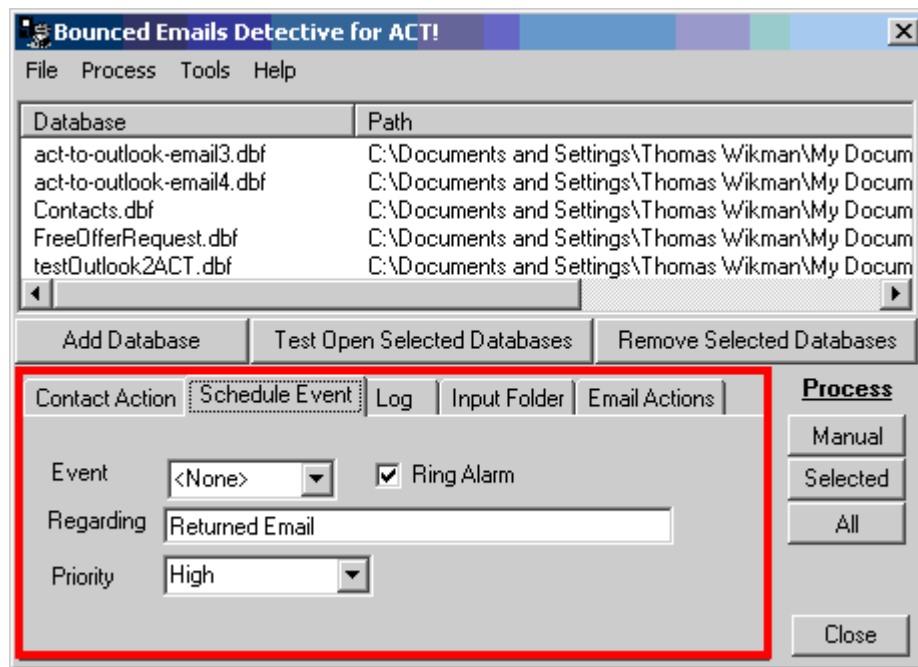 Bounced Emails Detective for ACT!
File Process Tools Help
Database Path
act-to-outlook-email3.dbf C:\Documents and Settings\Thomas Wikman\My Docum
act-to-outlook-email4.dbf C:\Documents and Settings\Thomas Wikman\My Docum
Contacts.dbf C:\Documents and Settings\Thomas Wikman\My Docum
FreeOfferRequest.dbf C:\Documents and Settings\Thomas Wikman\My Docum
testOutlook2ACT.dbf C:\Documents and Settings\Thomas Wikman\My Docum
Add Database Test Open Selected Databases Remove Selected Databases
Contact Action Schedule Event Log Input Folder Email Actions Process
Manual
Event <None> Ring Alarm Selected
Regarding Returned Email All
Priority High
Close